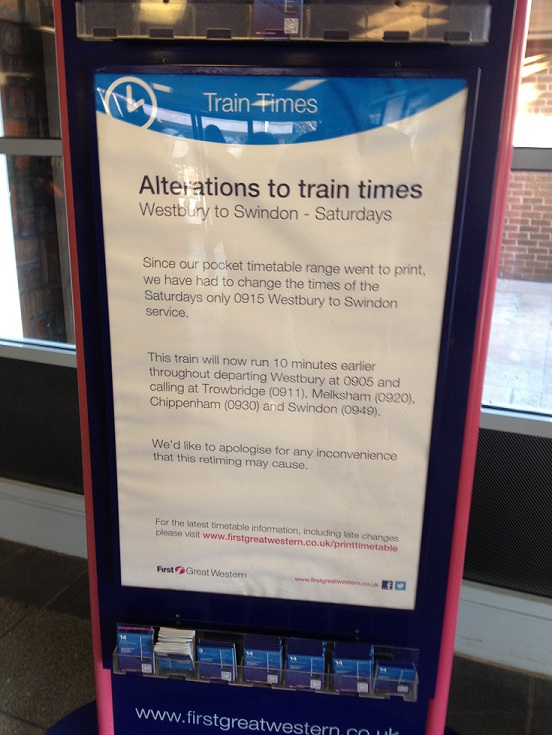 Train Times
Alterations to train times
Westbury to Swindon - Saturdays
Since our pocket timetable range went to print,
we have had to change the times of the
Saturdays only 0915 Westbury to Swindon
service.
This train will now run 10 minutes earlier
throughout departing Westbury at 0905 and
calling at Trowbridge (0911), Melksham (0920),
Chippenham (0930) and Swindon (0949).
We'd like to apologise for any inconvenience
that this retiming may cause.
For the latest timetable information, including late changes
please visit www.firstgreatwestern.co.uk/printtimetable
First Great Western
www.firstgreatwestern.co.uk
14
14
14
14
www.firstgreatwestern.co.uk